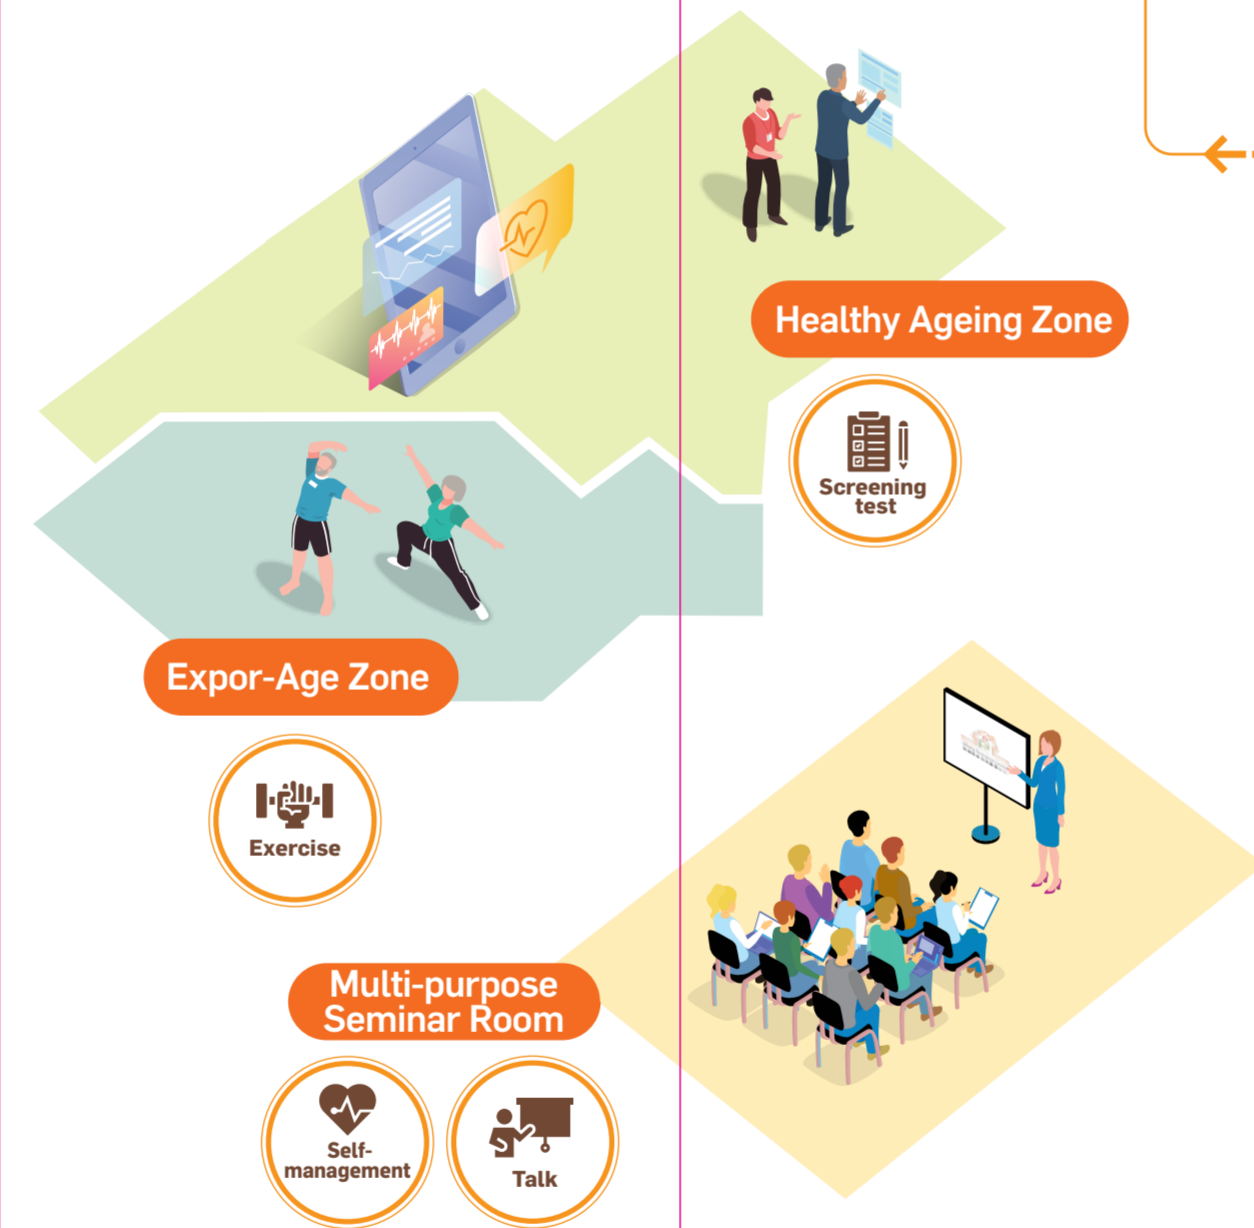 Healthy Ageing Zone
Screening
test
Expor-Age Zone
Exercise
Multi-purpose
Seminar Room
Self-
management
Talk